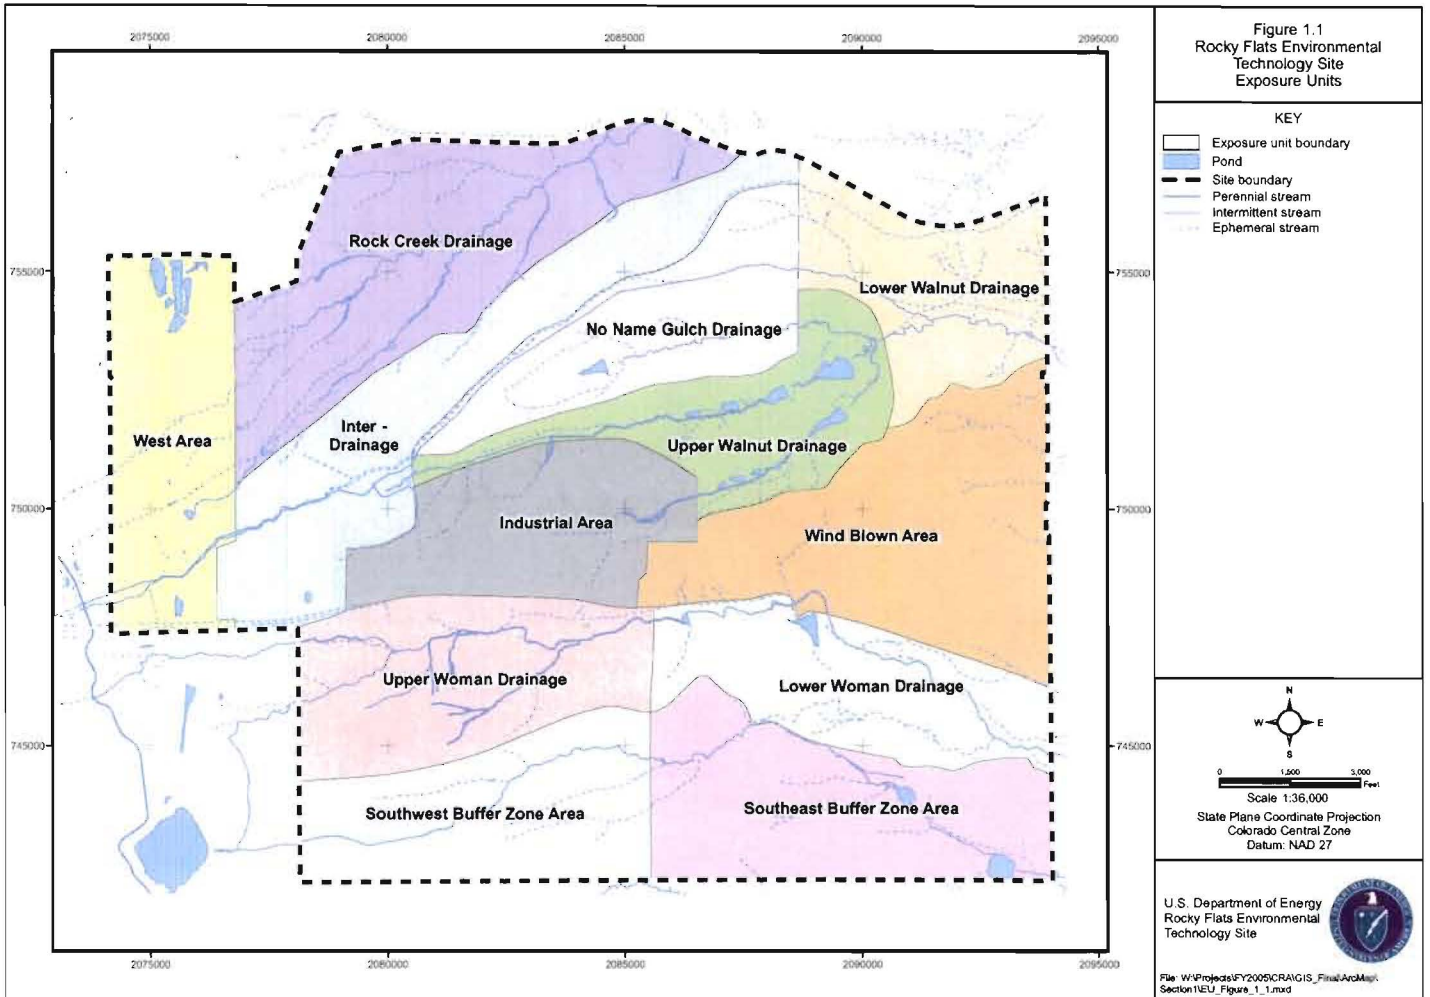 2075000
2080000
2085000
2090000
2095000
755000
755000
750000
750000
745000
745000
2075000
2080000
2085000
2090000
2095000
Rock Creek Drainage
Lower Walnut Drainage
No Name Gulch Drainage
Inter -
Drainage
West Area
Upper Walnut Drainage
Industrial Area
Wind Blown Area
Upper Woman Drainage
Lower Woman Drainage
Southwest Buffer Zone Area
Southeast Buffer Zone Area
Figure 1.1
Rocky Flats Environmental
Technology Site
Exposure Units
KEY
Exposure unit boundary
Pond
Site boundary
Perennial stream
Intermittent stream
Ephemeral stream
N
W E
S
0 1,500 3,000
Feet
Scale 1:36,000
State Plane Coordinate Projection
Colorado Central Zone
Datum: NAD 27
U.S. Department of Energy
Rocky Flats Environmental
Technology Site
File: W:\Projects\FY2005\CRA\GIS_Final\ArcMap\
Section1\EU_Figure_1_1.mxd